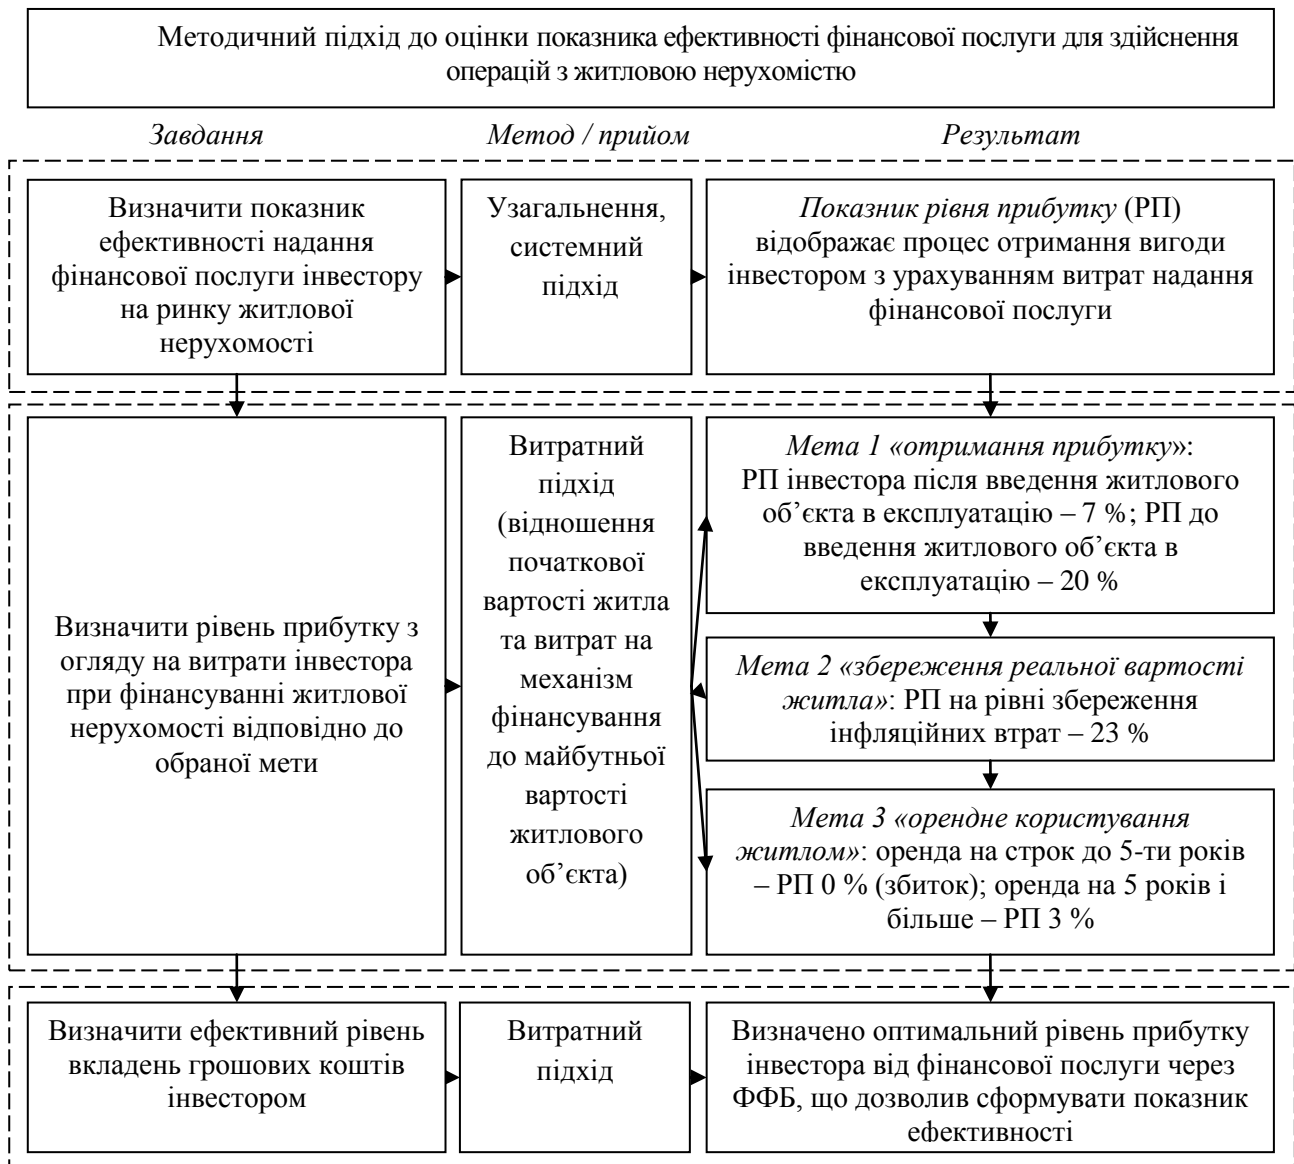 Методичний підхід до оцінки показника ефективності фінансової послуги для здійснення
операцій з житловою нерухомістю
Завдання
Метод / прийом
Результат
Визначити показник
ефективності надання
фінансової послуги інвестору
на ринку житлової
нерухомості
Узагальнення,
системний
підхід
Показник рівня прибутку (РП)
відображає процес отримання вигоди
інвестором з урахуванням витрат надання
фінансової послуги
Визначити рівень прибутку з
огляду на витрати інвестора
при фінансуванні житлової
нерухомості відповідно до
обраної мети
Витратний
підхід
(відношення
початкової
вартості житла
та витрат на
механізм
фінансування
до майбутньої
вартості
житлового
об’єкта)
Мета 1 «отримання прибутку»:
РП інвестора після введення житлового
об’єкта в експлуатацію – 7 %; РП до
введення житлового об’єкта в
експлуатацію – 20 %
Мета 2 «збереження реальної вартості
житла»: РП на рівні збереження
інфляційних втрат – 23 %
Мета 3 «орендне користування
житлом»: оренда на строк до 5-ти років
– РП 0 % (збиток); оренда на 5 років і
більше – РП 3 %
Визначити ефективний рівень
вкладень грошових коштів
інвестором
Витратний
підхід
Визначено оптимальний рівень прибутку
інвестора від фінансової послуги через
ФФБ, що дозволив сформувати показник
ефективності